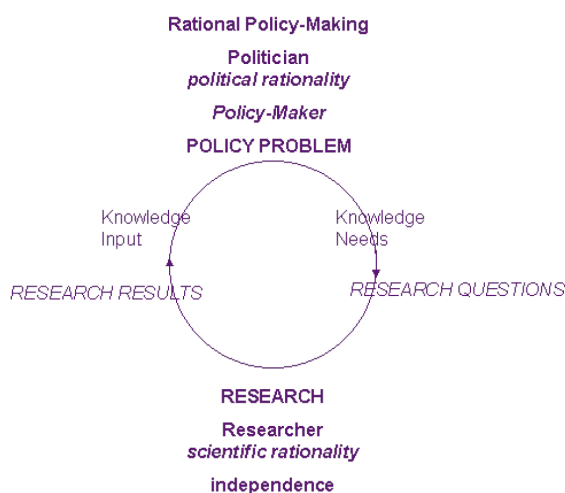 Rational Policy-Making
Politician
political rationality
Policy-Maker
POLICY PROBLEM
Knowledge
Input
Knowledge
Needs
RESEARCH RESULTS
RESEARCH QUESTIONS
RESEARCH
Researcher
scientific rationality
independence